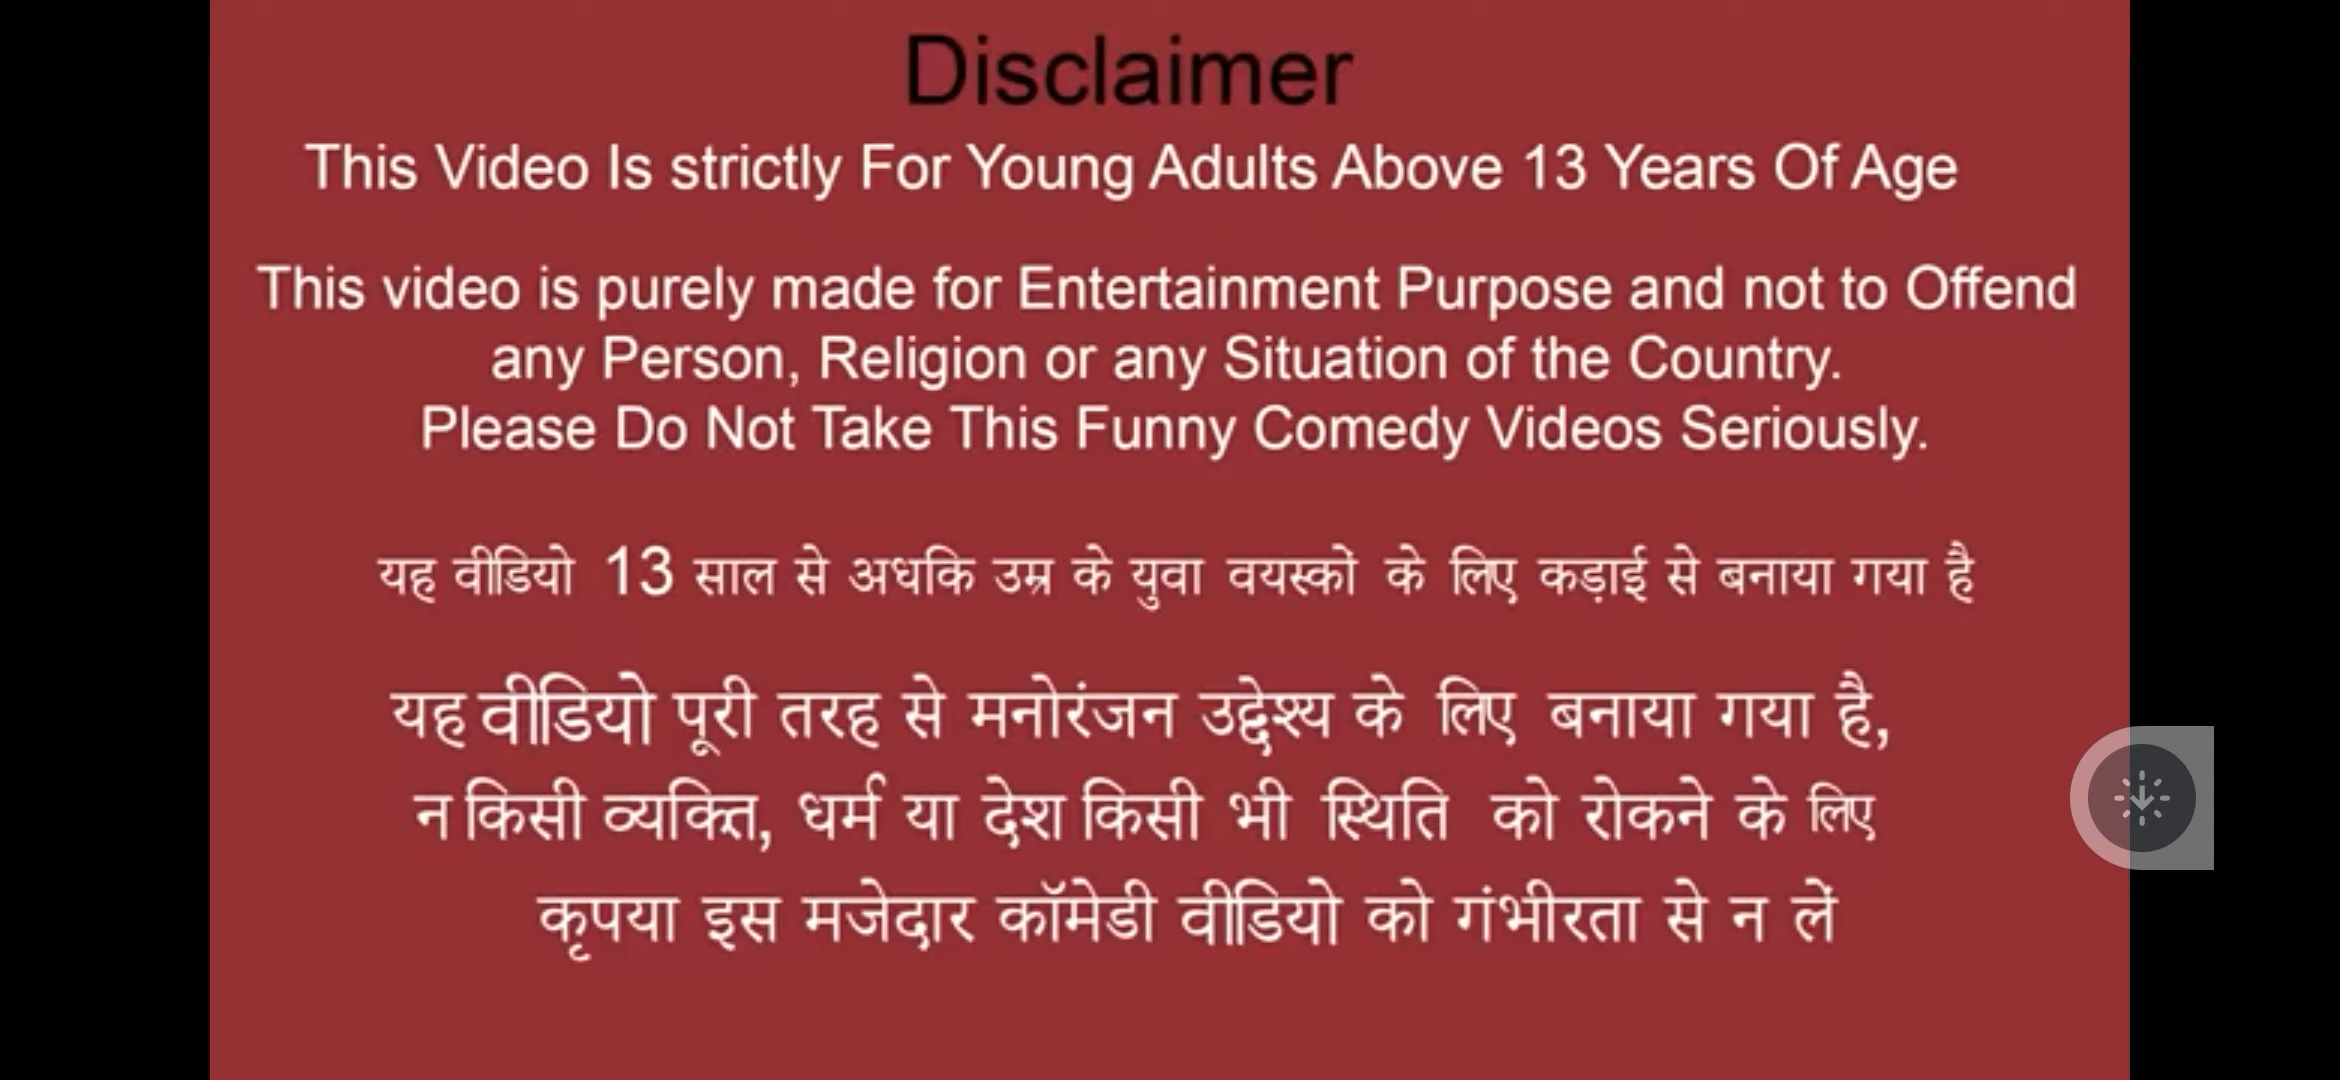 Disclaimer
This Video Is strictly For Young Adults Above 13 Years Of Age
This video is purely made for Entertainment Purpose and not to Offend
any Person, Religion or any Situation of the Country.
Please Do Not Take This Funny Comedy Videos Seriously.
यह वीडियो 13 साल से अधकि उम्र के युवा वयस्कों के लिए कड़ाई से बनाया गया है
यह वीडियो पूरी तरह से मनोरंजन उद्देश्य के लिए बनाया गया है,
न किसी व्यक्ति, धर्म या देश किसी भी स्थिति को रोकने के लिए
कृपया इस मजेदार कॉमेडी वीडियो को गंभीरता से न लें